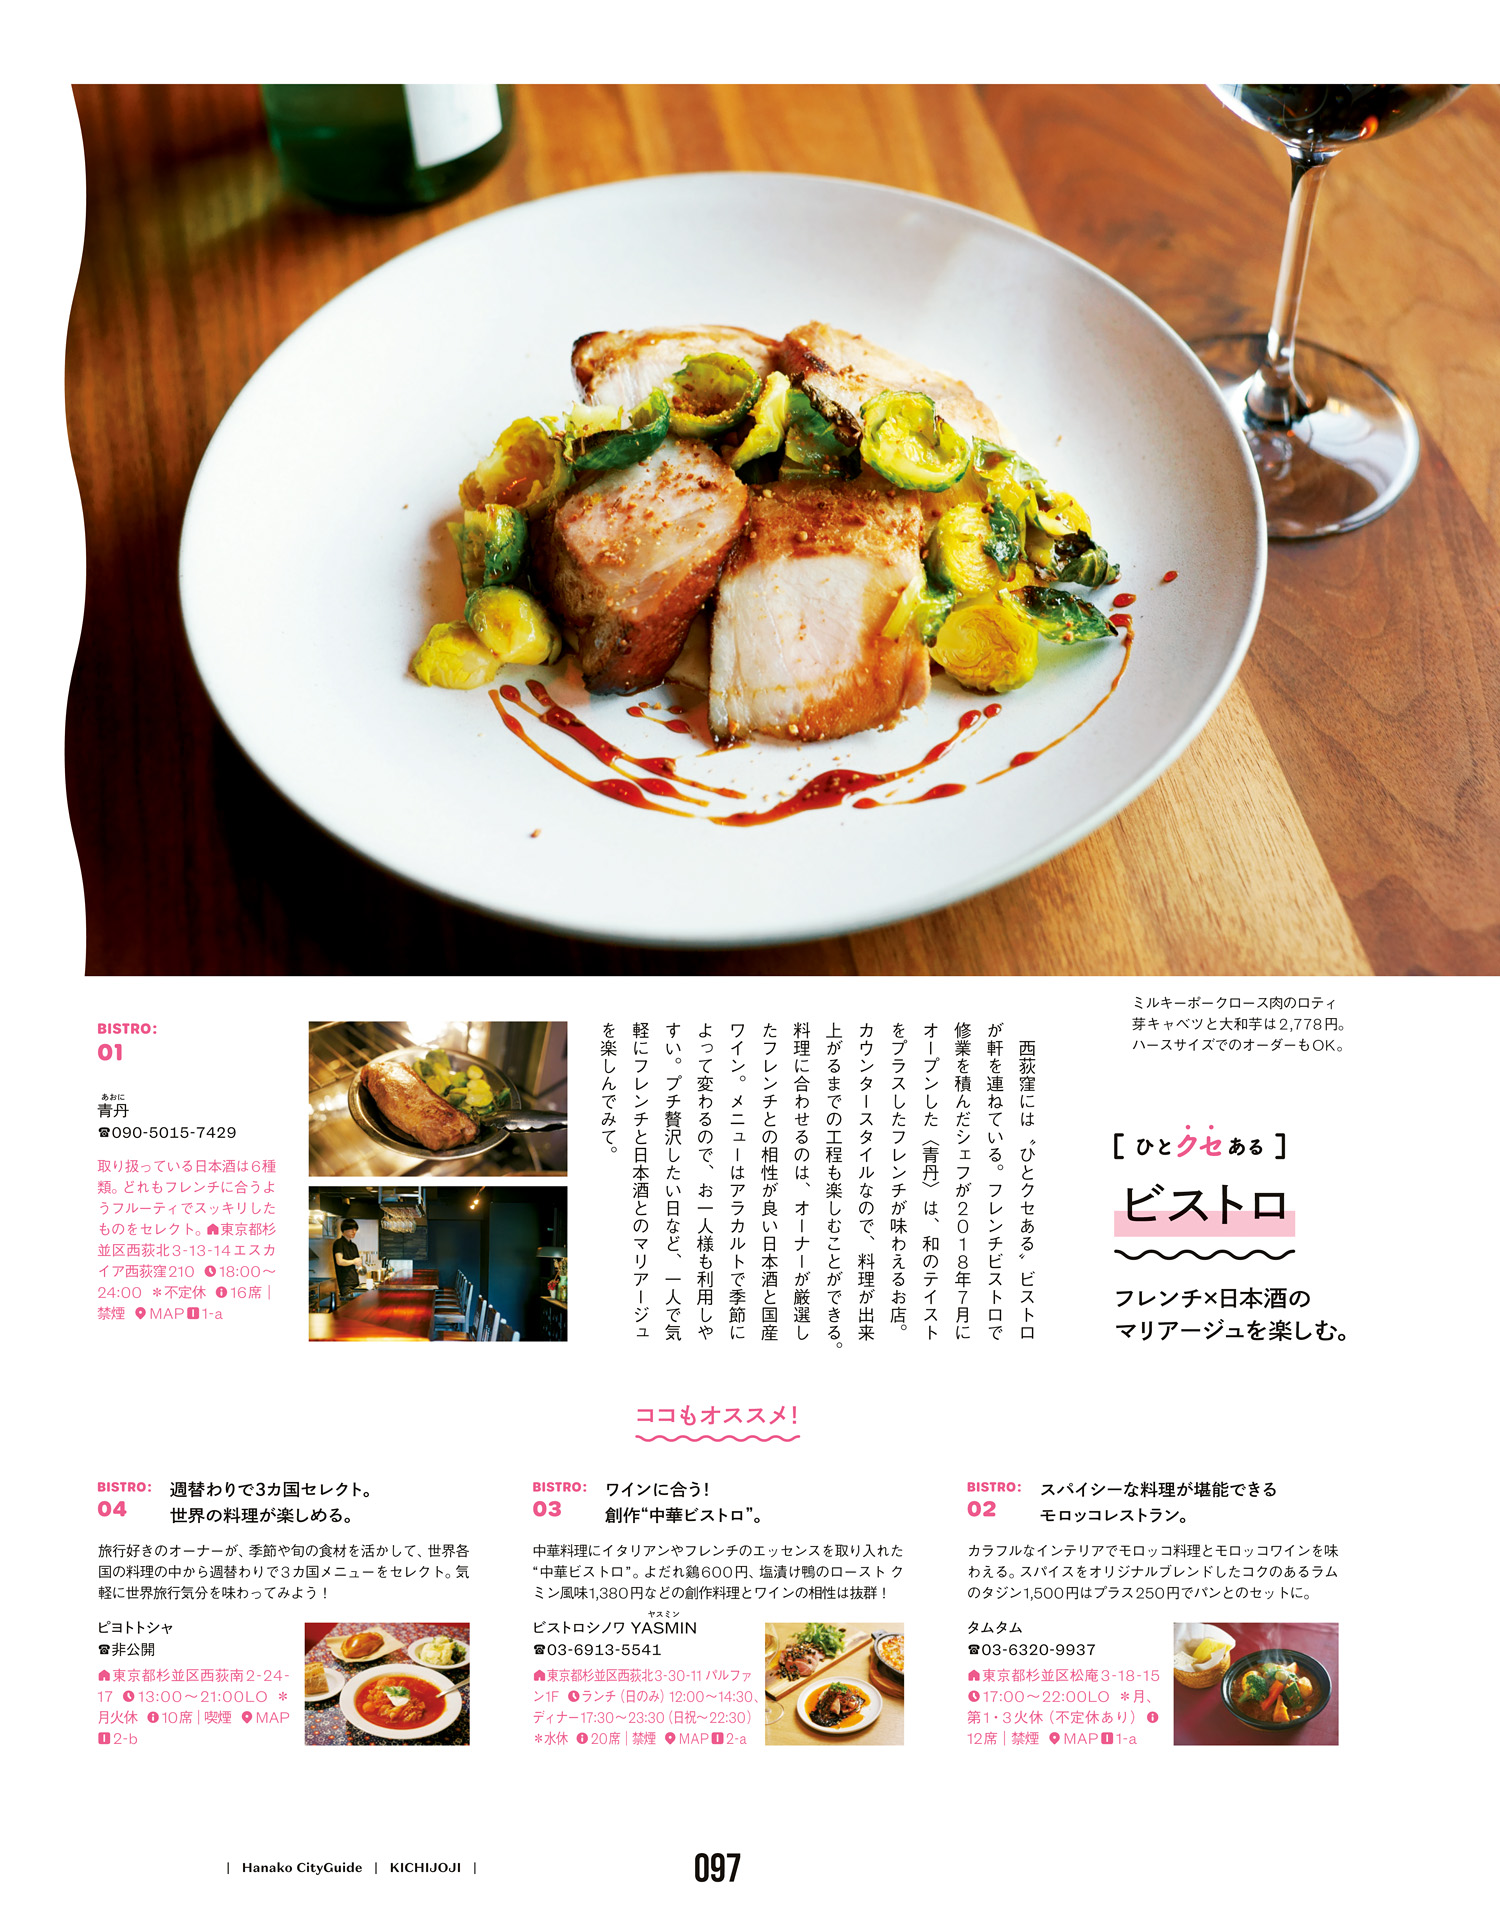 ミルキーポークロース肉のロティ
芽キャベツと大和芋は2,778円。
ハースサイズでのオーダーもOK。
[ ひとクセある ]
ビストロ
フレンチ×日本酒の
マリアージュを楽しむ。
西荻窪には〝ひとクセある〟ビストロ
が軒を連ねている。フレンチビストロで
修業を積んだシェフが2018年7月に
オープンした〈青丹〉は、和のテイスト
をプラスしたフレンチが味わえるお店。
カウンタースタイルなので、料理が出来
上がるまでの工程も楽しむことができる。
料理に合わせるのは、オーナーが厳選し
たフレンチとの相性が良い日本酒と国産
ワイン。メニューはアラカルトで季節に
よって変わるので、お一人様も利用しや
すい。プチ贅沢したい日など、一人で気
軽にフレンチと日本酒とのマリアージュ
を楽しんでみて。
BISTRO:
01
あおに
青丹
☎090-5015-7429
取り扱っている日本酒は6種
類。どれもフレンチに合うよ
うフルーティでスッキリした
ものをセレクト。東京都杉
並区西荻北3-13-14エスカ
イア西荻窪210 18:00〜
24:00 *不定休 16席|
禁煙 MAP 1-a
ココもオススメ!
BISTRO:
02
スパイシーな料理が堪能できる
モロッコレストラン。
カラフルなインテリアでモロッコ料理とモロッコワインを味
わえる。スパイスをオリジナルブレンドしたコクのあるラム
のタジン1,500円はプラス250円でパンとのセットに。
タムタム
☎03-6320-9937
東京都杉並区松庵3-18-15
17:00〜22:00LO *月、
第1・3火休(不定休あり)
12席|禁煙 MAP 1-a
BISTRO:
03
ワインに合う!
創作“中華ビストロ”。
中華料理にイタリアンやフレンチのエッセンスを取り入れた
“中華ビストロ”。よだれ鶏600円、塩漬け鴨のロースト ク
ミン風味1,380円などの創作料理とワインの相性は抜群!
ヤスミン
ビストロシノワ YASMIN
☎03-6913-5541
東京都杉並区西荻北3-30-11 パルファ
ン1F ランチ(日のみ)12:00〜14:30、
ディナー17:30〜23:30(日祝〜22:30)
*水休 20席|禁煙 MAP 2-a
BISTRO:
04
週替わりで3カ国セレクト。
世界の料理が楽しめる。
旅行好きのオーナーが、季節や旬の食材を活かして、世界各
国の料理の中から週替わりで3カ国メニューをセレクト。気
軽に世界旅行気分を味わってみよう!
ピヨトトシャ
☎非公開
東京都杉並区西荻南2-24-
17 13:00〜21:00LO *
月火休 10席|喫煙 MAP
2-b
| Hanako CityGuide | KICHIJOJI |
097